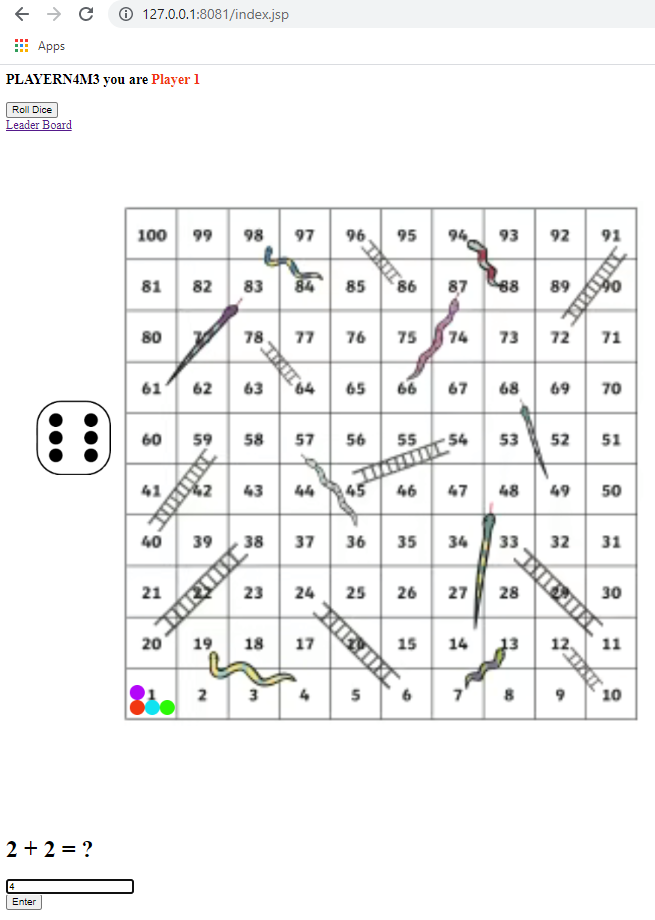 127.0.0.1:8081/index.jsp
Apps
PLAYERN4M3 you are Player 1
Roll Dice
Leader Board
100 99 98 97 96 95 94 93 92 91
81 82 83 84 85 86 87 88 89 90
80 79 78 77 76 75 74 73 72 71
61 62 63 64 65 66 67 68 69 70
60 59 58 57 56 55 54 53 52 51
41 42 43 44 45 46 47 48 49 50
40 39 38 37 36 35 34 33 32 31
21 22 23 24 25 26 27 28 29 30
20 19 18 17 16 15 14 13 12 11
1 2 3 4 5 6 7 8 9 10
2 + 2 = ?
4
Enter